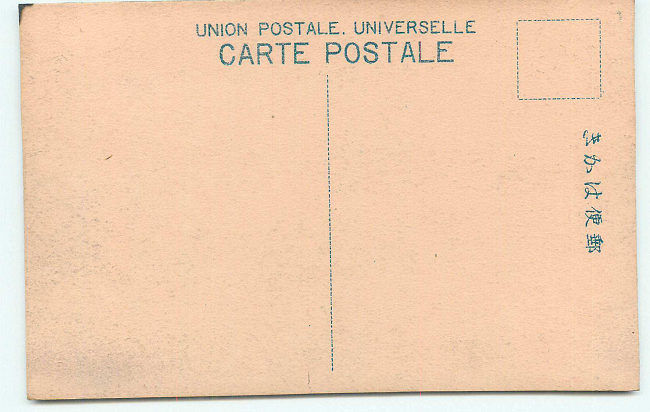 UNION POSTALE. UNIVERSELLE
CARTE POSTALE
郵便はかき